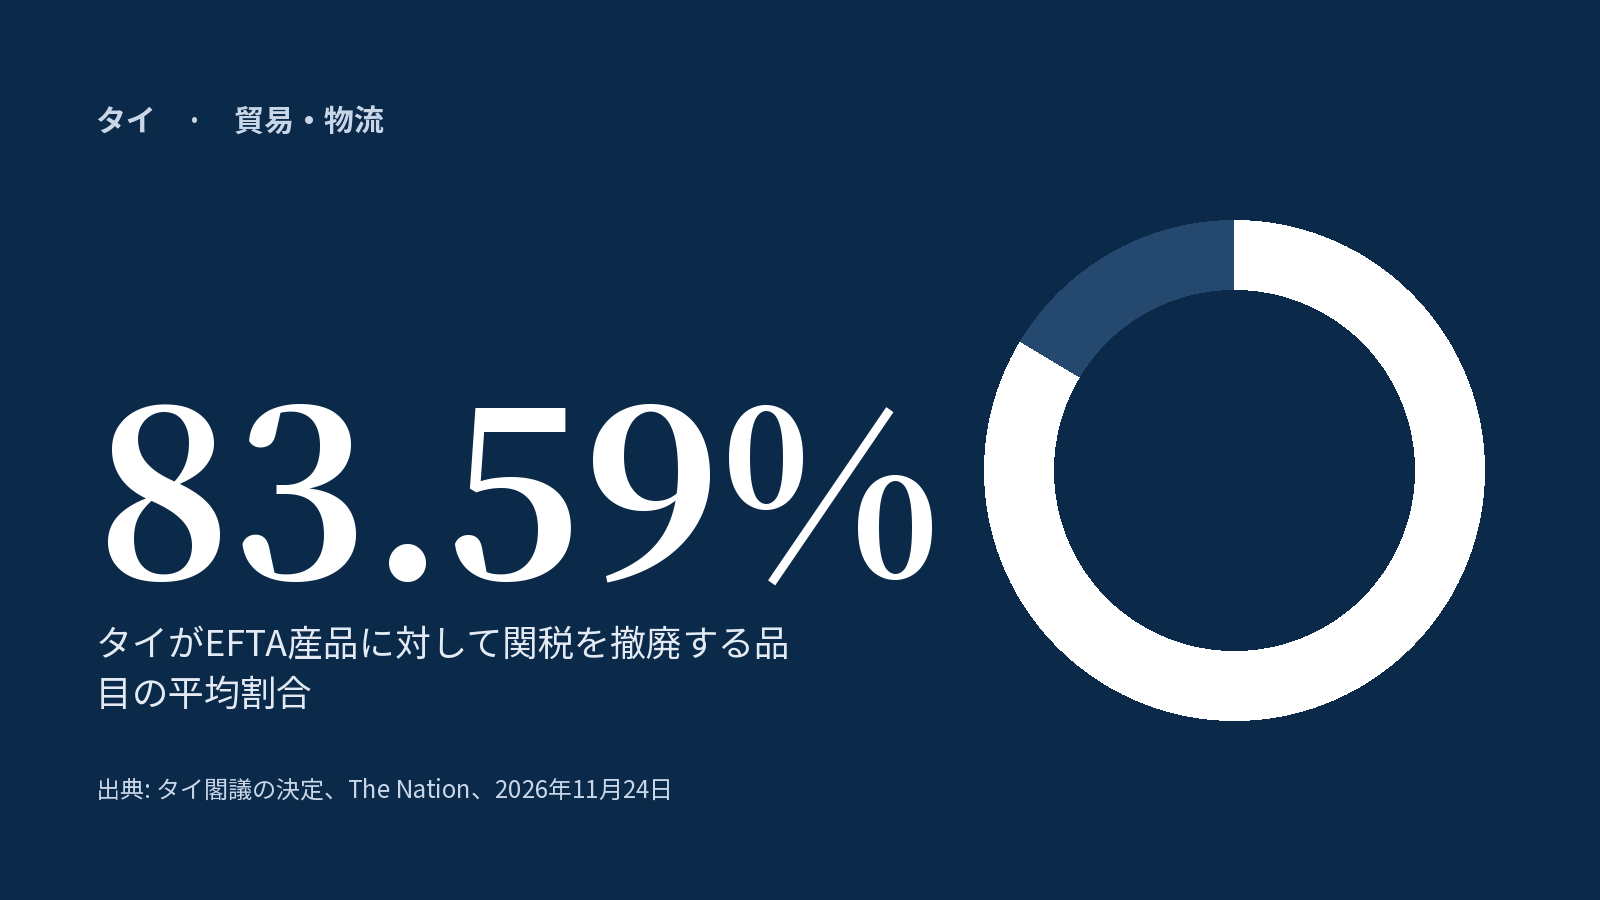 タイ · 貿易・物流
83.59%
タイがEFTA産品に対して関税を撤廃する品
目の平均割合
出典: タイ閣議の決定、The Nation、2026年11月24日